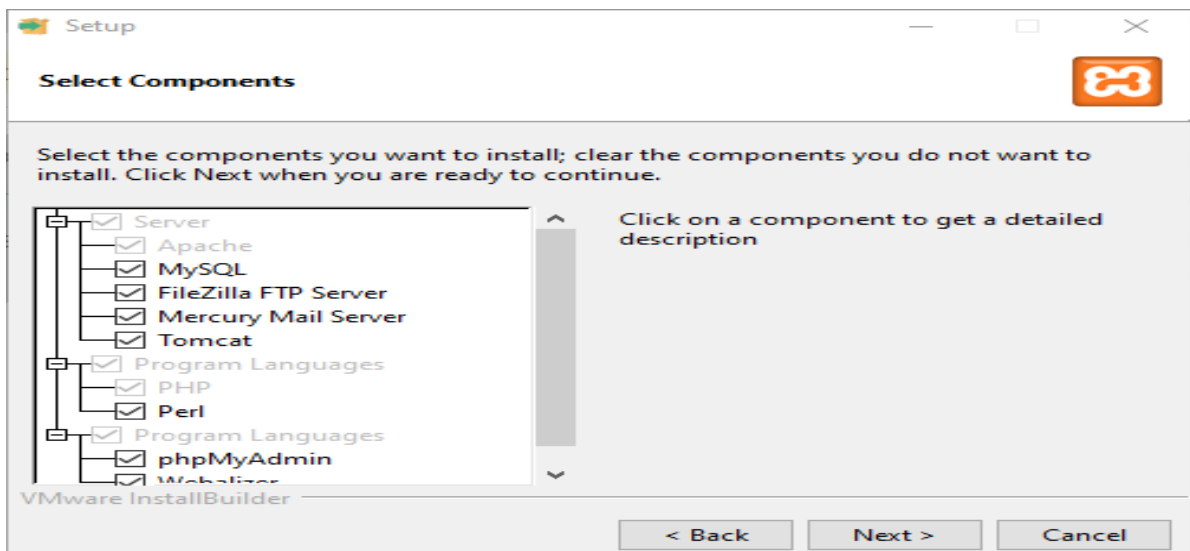 Setup
Select Components
Select the components you want to install; clear the components you do not want to
install. Click Next when you are ready to continue.
Server
Apache
MySQL
FileZilla FTP Server
Mercury Mail Server
Tomcat
Program Languages
PHP
Perl
Program Languages
phpMyAdmin
Webalizer
Click on a component to get a detailed
description
VMware InstallBuilder
< Back
Next >
Cancel